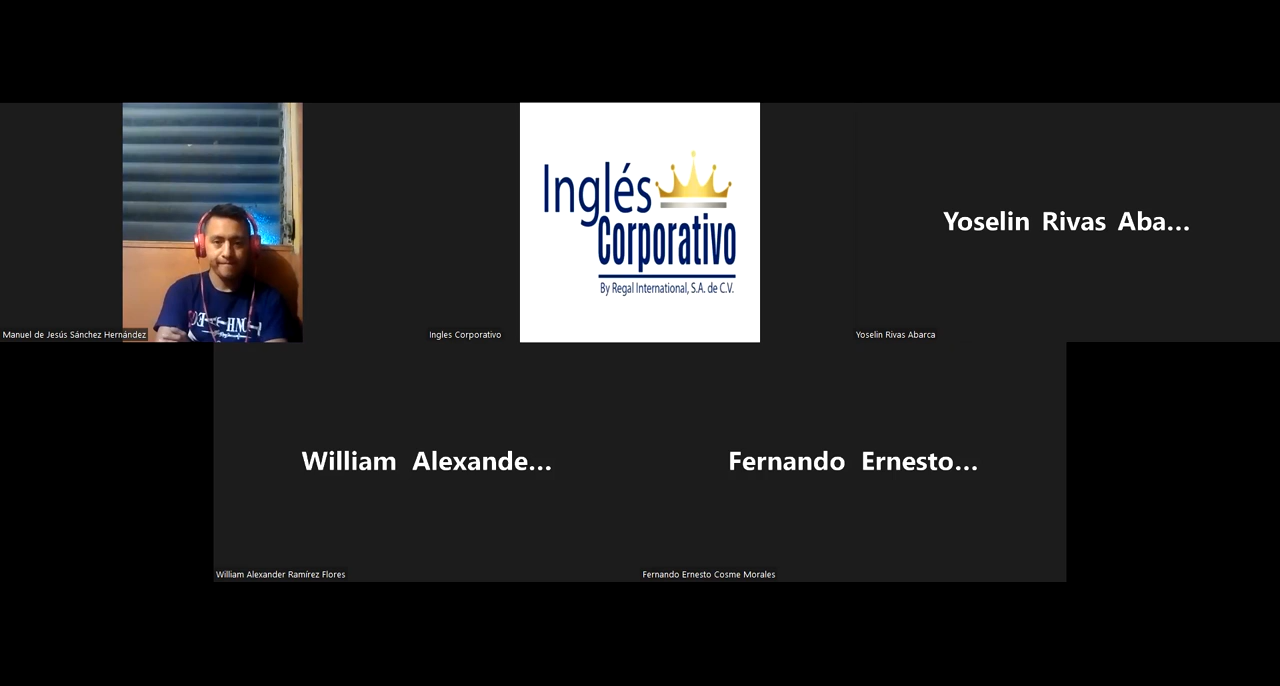 Inglés
Corporativo
By Regal International, S.A. de C.V.
Yoselin Rivas Aba...
Manuel de Jesús Sánchez Hernández
Ingles Corporativo
Yoselin Rivas Abarca
William Alexande...
Fernando Ernesto...
William Alexander Ramírez Flores
Fernando Ernesto Cosme Morales